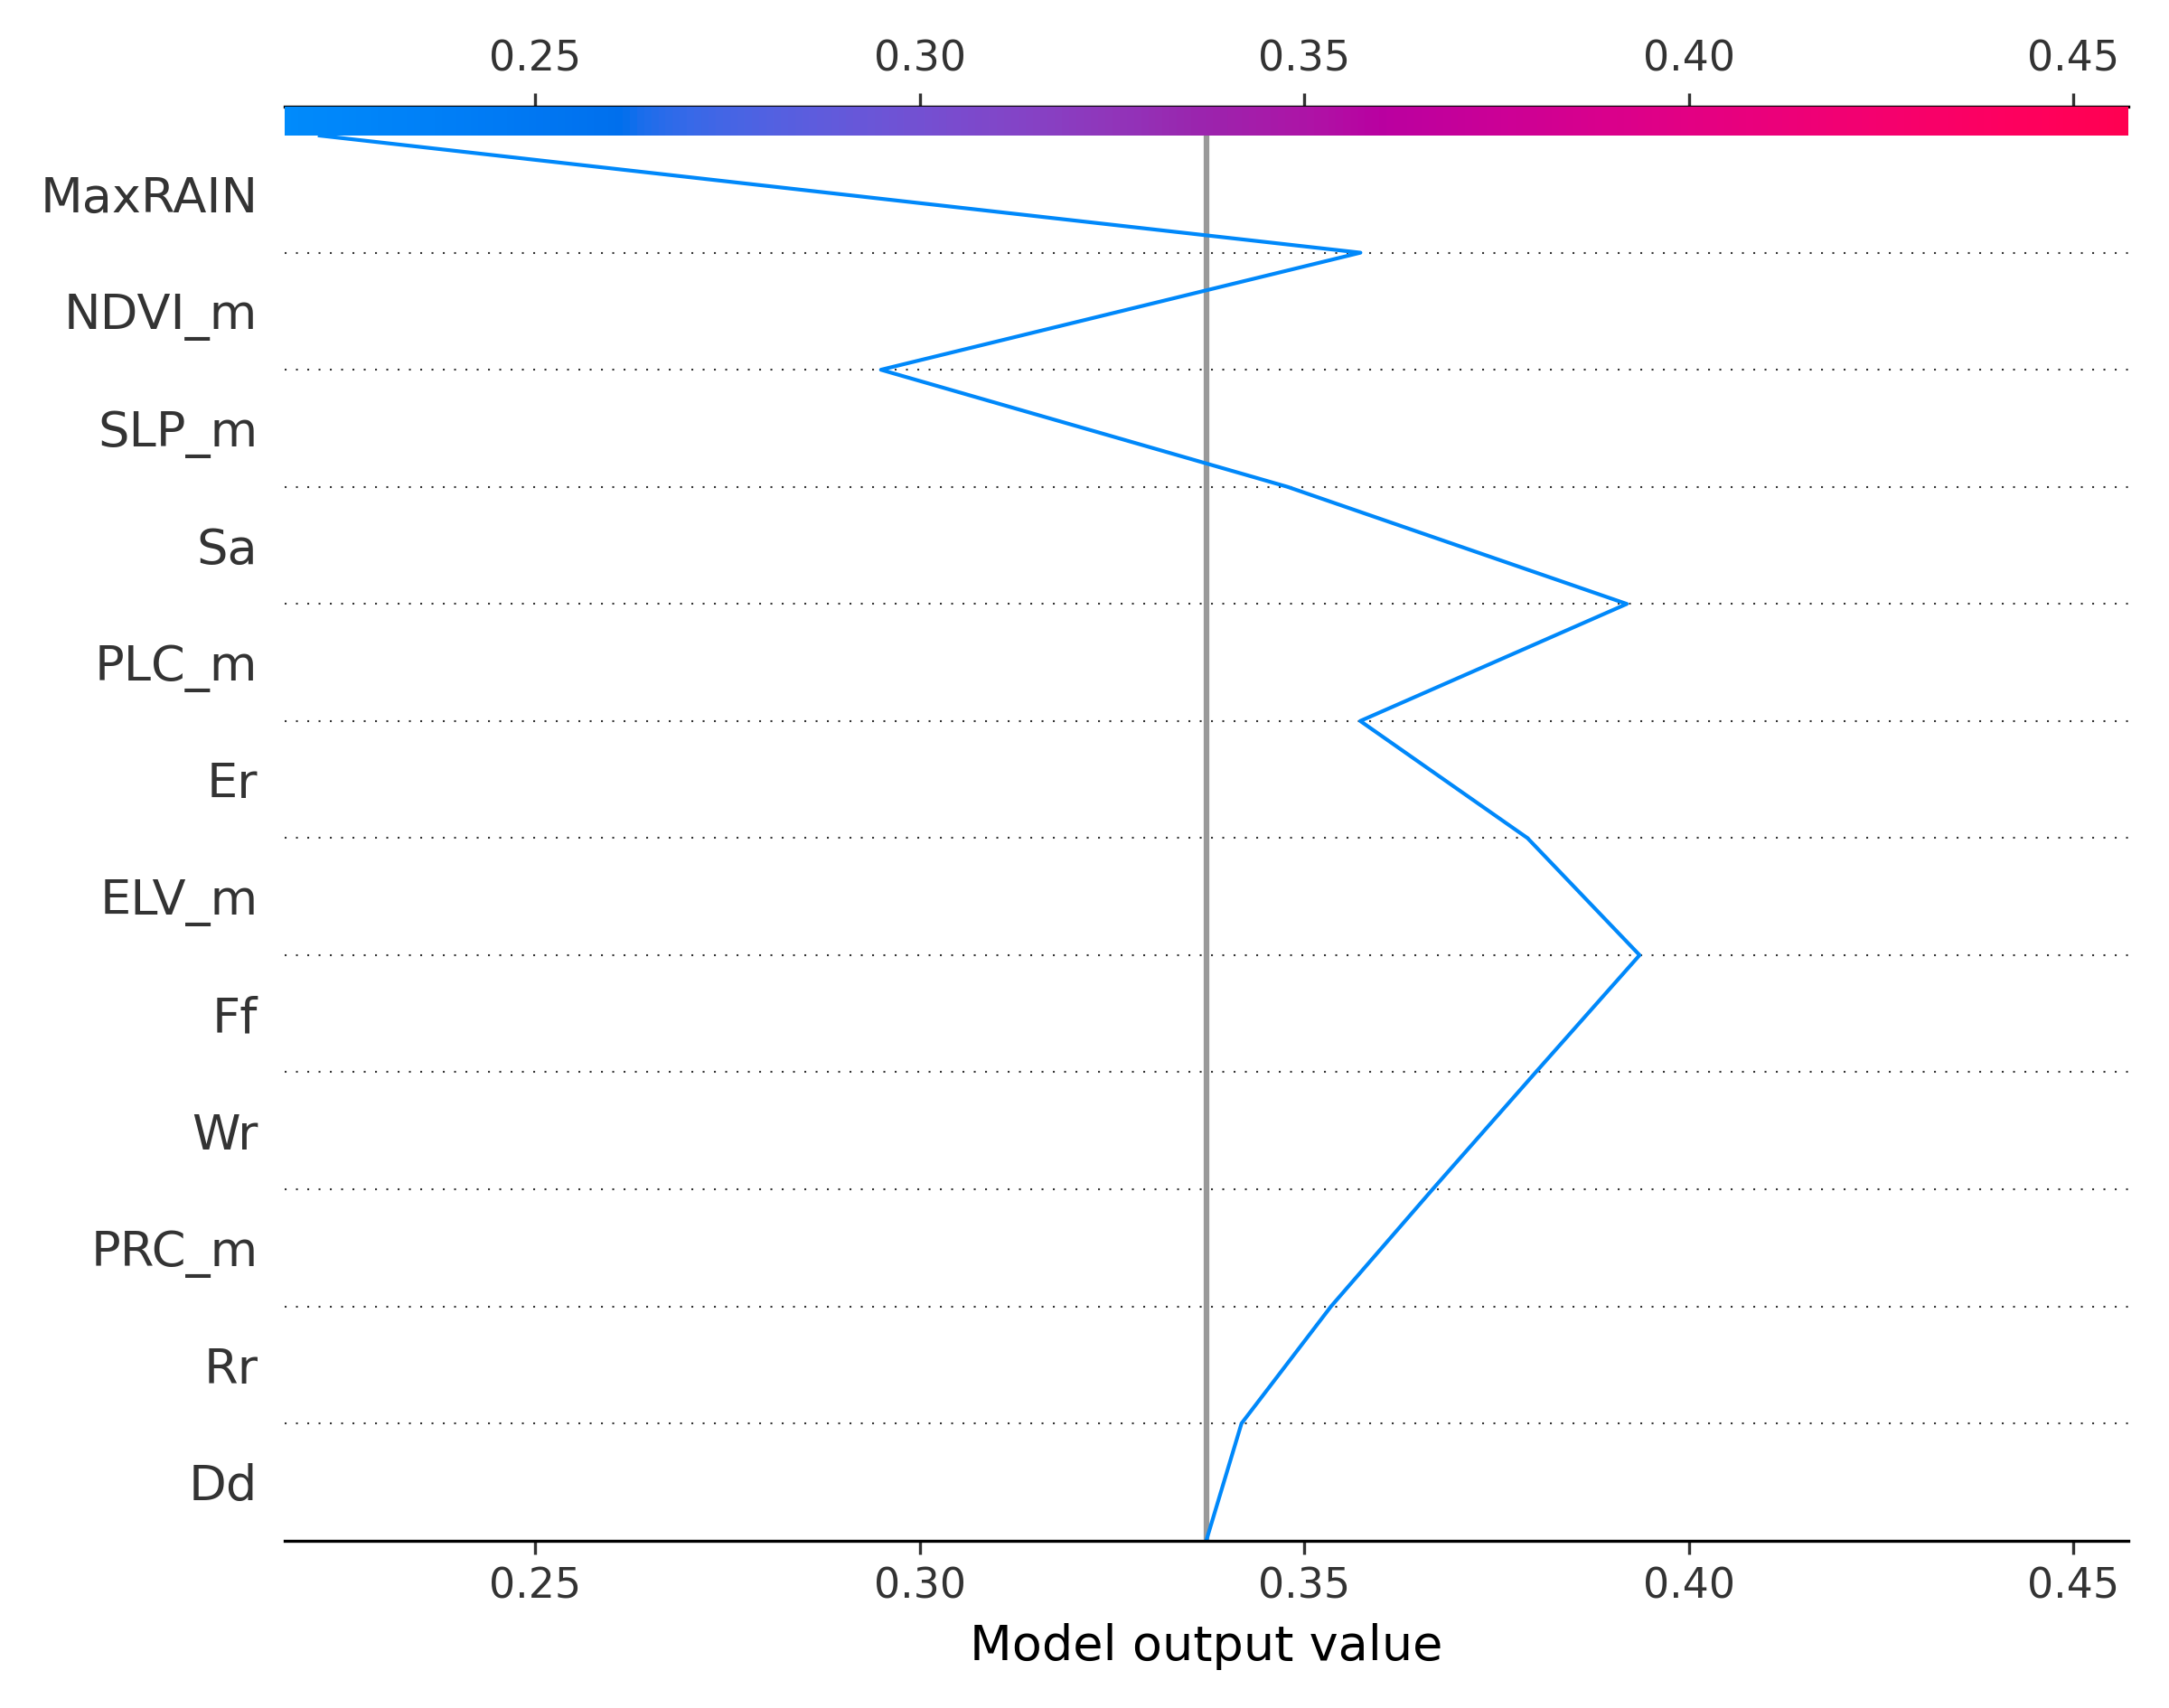 0.25 0.30 0.35 0.40 0.45
MaxRAIN
NDVI_m
SLP_m
Sa
PLC_m
Er
ELV_m
Ff
Wr
PRC_m
Rr
Dd
0.25 0.30 0.35 0.40 0.45
Model output value